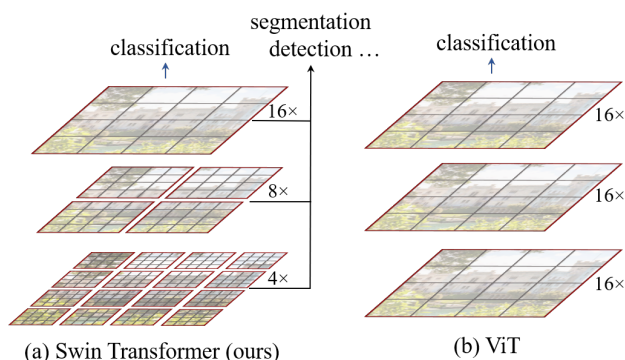 segmentation
classification
detection ...
16×
8×
4×
(a) Swin Transformer (ours)
classification
16×
16×
16×
(b) ViT